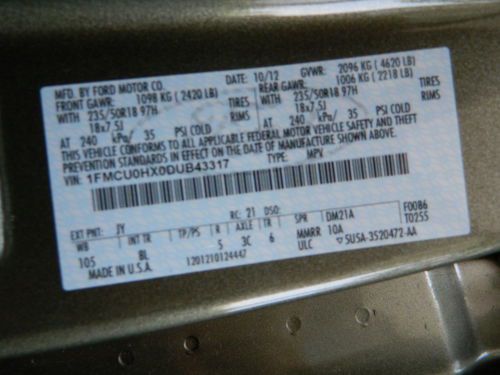 MFD. BY FORD MOTOR CO. DATE: 10/12 GVWR: 2096 KG (4620 LB)
FRONT GAWR: 1098 KG (2420 LB) REAR GAWR: 1006 KG (2218 LB)
WITH 235/50R18 97H TIRES WITH 235/50R18 97H TIRES
18x7.5J RIMS 18x7.5J RIMS
AT 240 kPa/ 35 PSI COLD AT 240 kPa/ 35 PSI COLD
THIS VEHICLE CONFORMS TO ALL APPLICABLE FEDERAL MOTOR VEHICLE SAFETY AND THEFT
PREVENTION STANDARDS IN EFFECT ON THE DATE OF MANUFACTURE SHOWN ABOVE.
VIN: 1FMCU0HX0DUB43317 TYPE: MPV
EXT PNT: JY RC: 21 DSO: F0086
WB INT TR TP/PS R AXLE TR SPR DM21A T0255
105 BL 5 3C 6 MMRR 10A
MADE IN U.S.A. 1201210124447 ULC 5U5A-3520472-AA